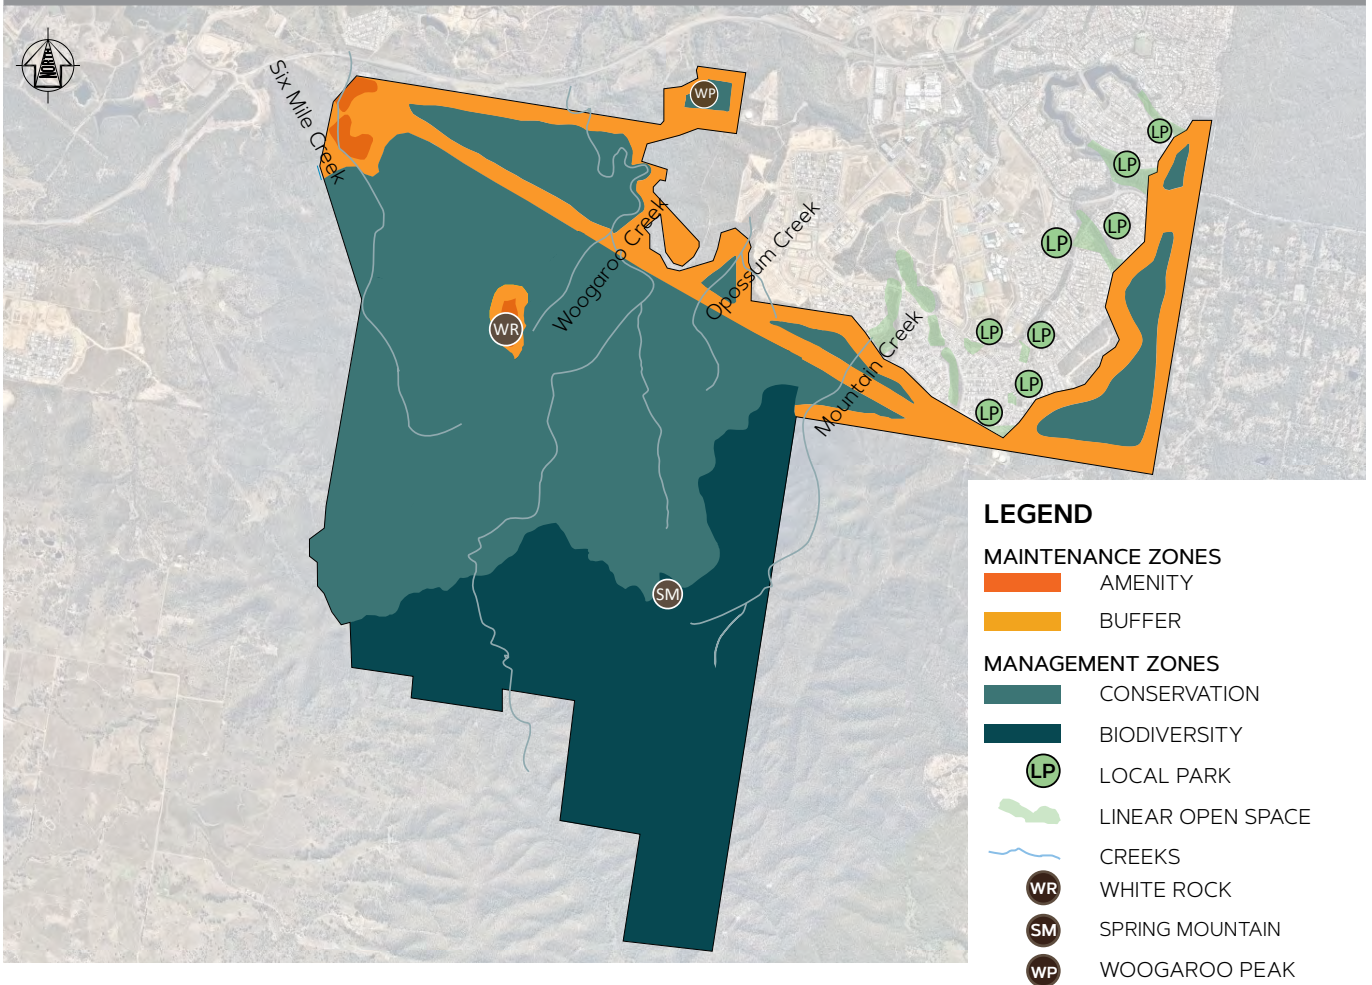 NORTH
Six Mile Creek
WP
LP
LP
LP
LP
Woogaroo Creek
Opossum Creek
WR
LP
LP
Mountain Creek
LP
LP
SM
LEGEND
MAINTENANCE ZONES
AMENITY
BUFFER
MANAGEMENT ZONES
CONSERVATION
BIODIVERSITY
LP LOCAL PARK
LINEAR OPEN SPACE
CREEKS
WR WHITE ROCK
SM SPRING MOUNTAIN
WP WOOGAROO PEAK